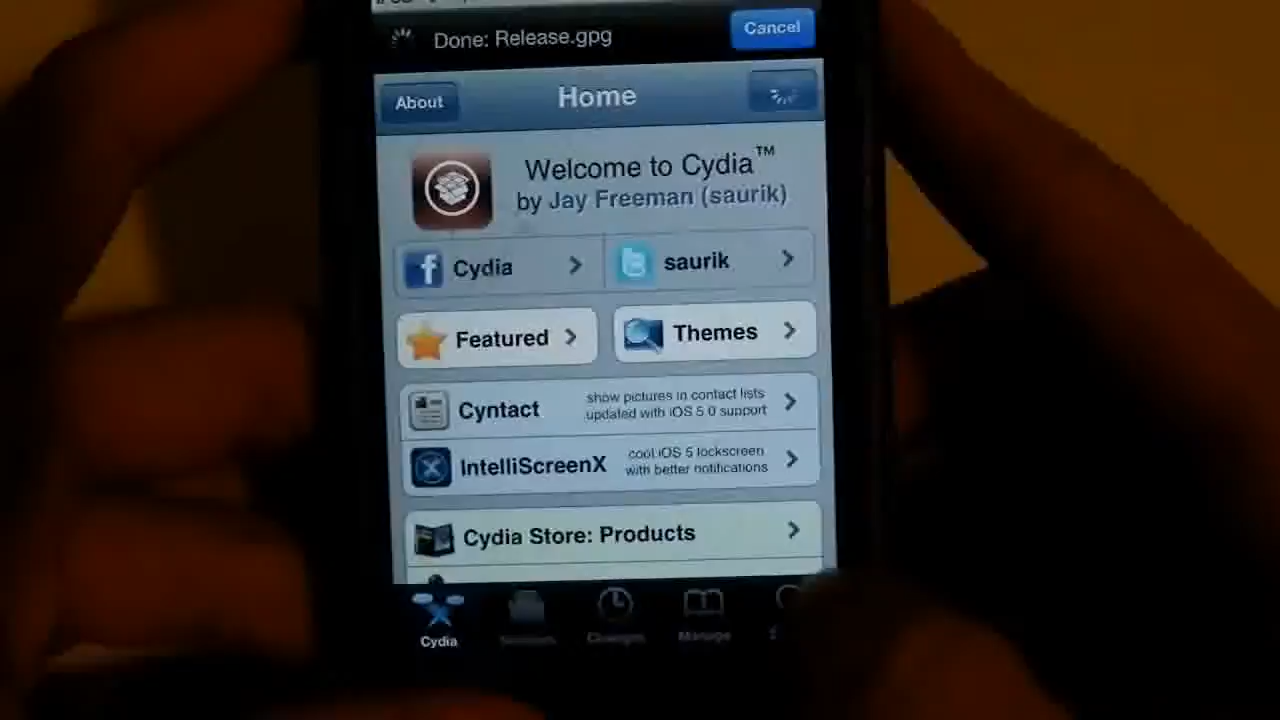 Done: Release.gpg
Cancel
About
Home
Welcome to Cydia™
by Jay Freeman (saurik)
Cydia
saurik
Featured
Themes
Cyntact
show pictures in contact lists
updated with iOS 5.0 support
IntelliScreenX
cool iOS 5 lockscreen
with better notifications
Cydia Store: Products
Cydia
Changes
Manage